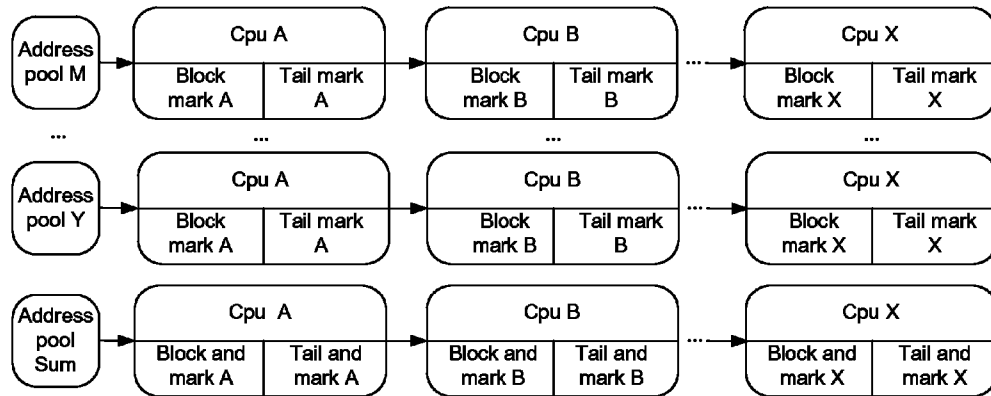 Address pool M
Cpu A
Block mark A
Tail mark A
Cpu B
Block mark B
Tail mark B
...
Cpu X
Block mark X
Tail mark X
...
...
...
...
Address pool Y
Cpu A
Block mark A
Tail mark A
Cpu B
Block mark B
Tail mark B
...
Cpu X
Block mark X
Tail mark X
Address pool Sum
Cpu A
Block and mark A
Tail and mark A
Cpu B
Block and mark B
Tail and mark B
...
Cpu X
Block and mark X
Tail and mark X